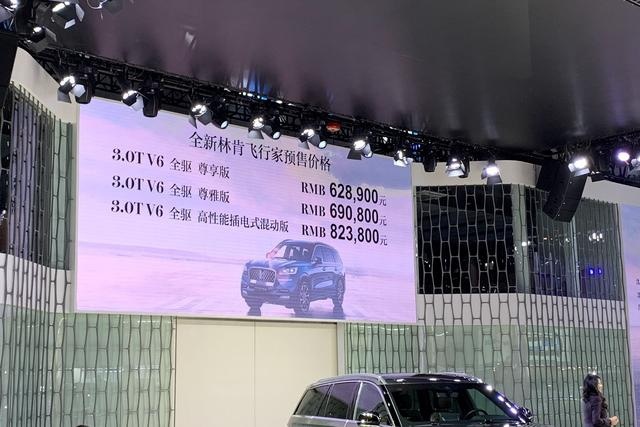 全新林肯飞行家预售价格
3.0T V6 全驱 尊享版 RMB 628,900元
3.0T V6 全驱 尊雅版 RMB 690,800元
3.0T V6 全驱 高性能插电式混动版 RMB 823,800元